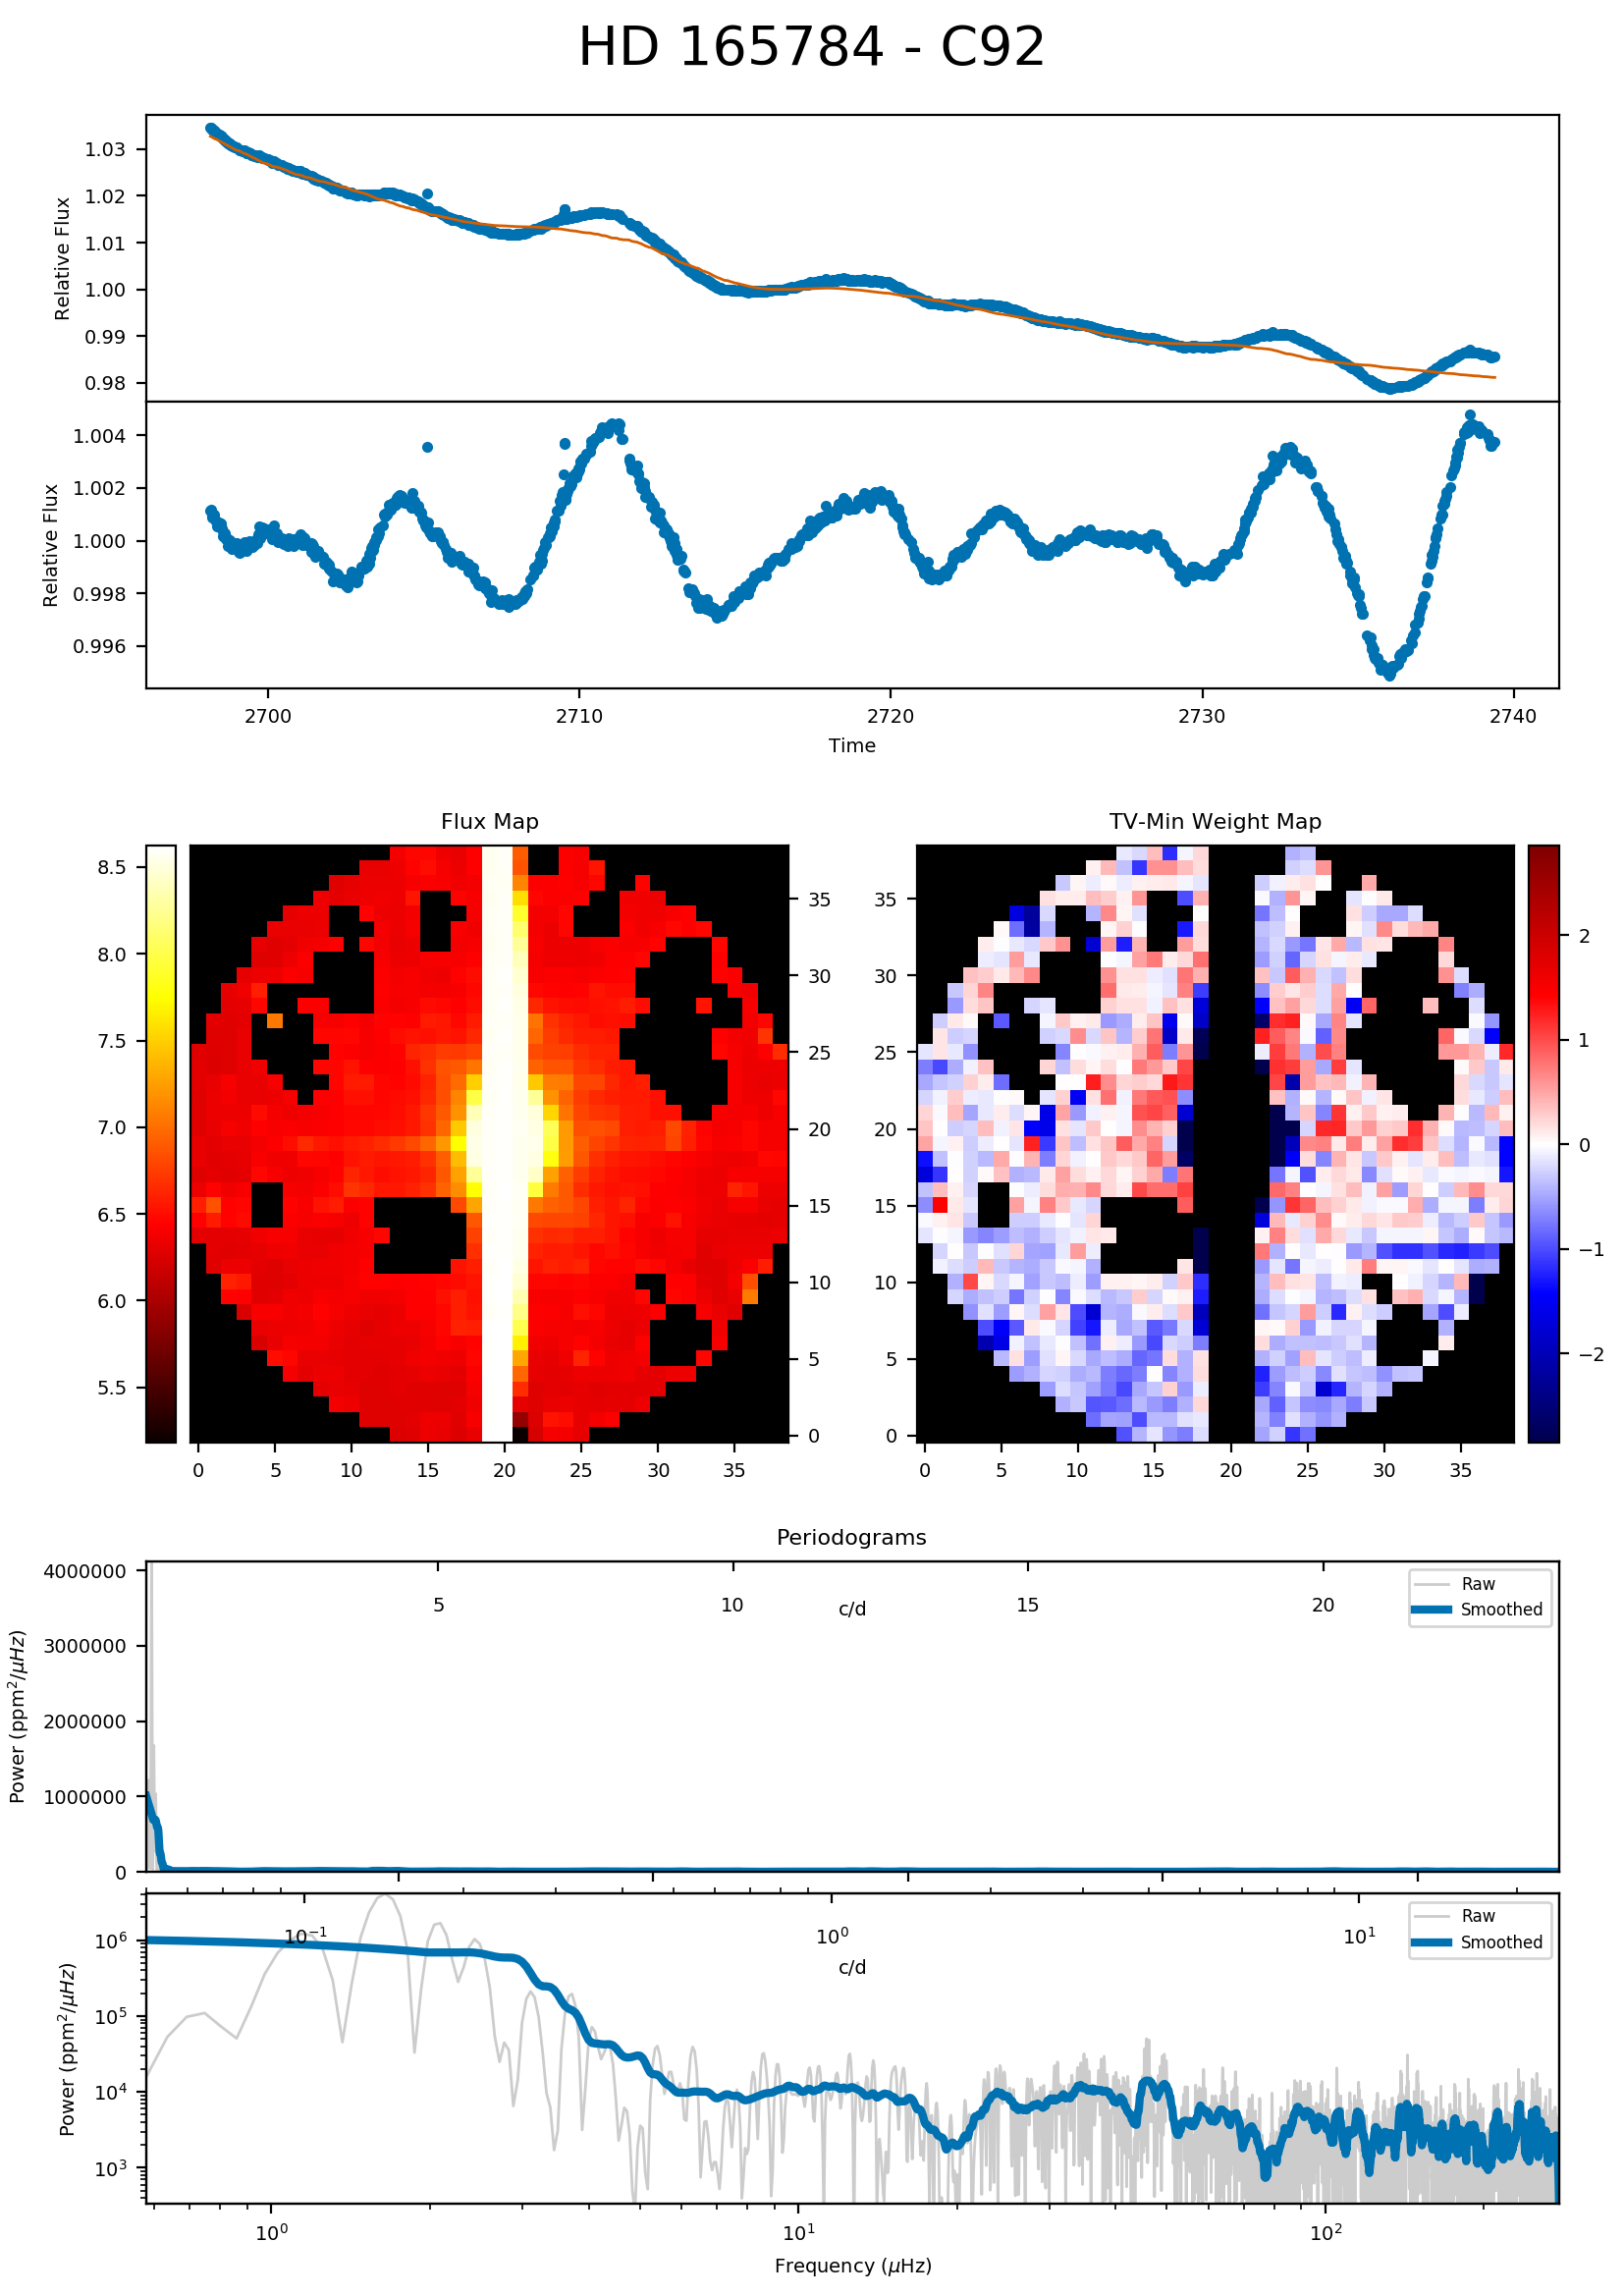 HD 165784 - C92
1.03
1.02
1.01
1.00
0.99
0.98
Relative Flux
1.004
1.002
1.000
0.998
0.996
Relative Flux
2700 2710 2720 2730 2740
Time
Flux Map
8.5
8.0
7.5
7.0
6.5
6.0
5.5
35
30
25
20
15
10
5
0
0 5 10 15 20 25 30 35
TV-Min Weight Map
35
30
25
20
15
10
5
0
0 5 10 15 20 25 30 35
2
1
0
−1
−2
Periodograms
4000000
3000000
2000000
1000000
0
Power (ppm²/μHz)
5 10 15 20
c/d
Raw
Smoothed
10⁶
10⁵
10⁴
10³
Power (ppm²/μHz)
10⁻¹ 10⁰ 10¹
c/d
Raw
Smoothed
10⁰ 10¹ 10²
Frequency (μHz)